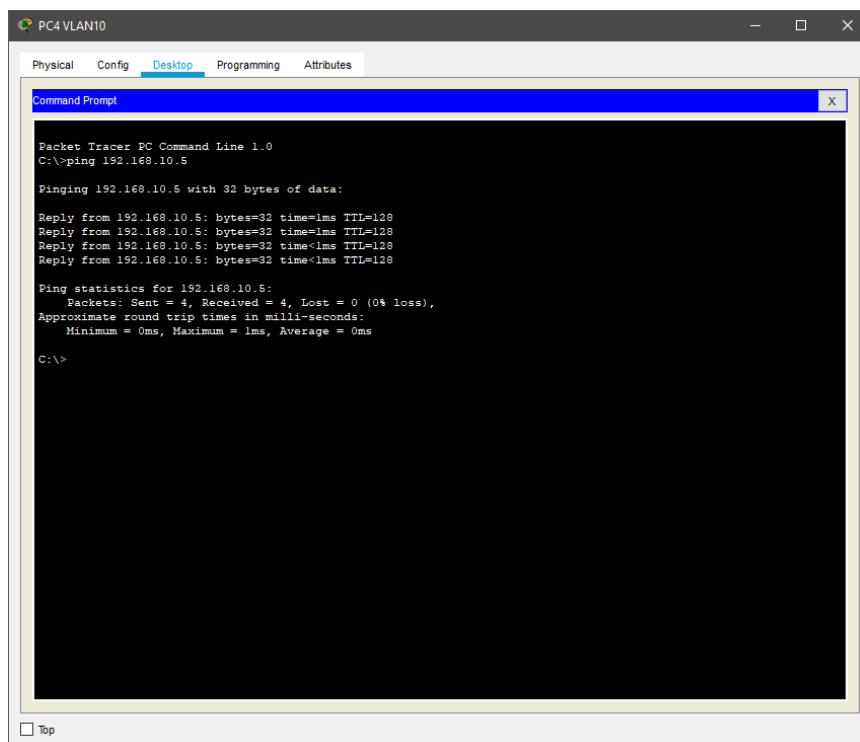 PC4 VLAN10
Physical Config Desktop Programming Attributes
Command Prompt
X
Packet Tracer PC Command Line 1.0
C:\>ping 192.168.10.5
Pinging 192.168.10.5 with 32 bytes of data:
Reply from 192.168.10.5: bytes=32 time=1ms TTL=128
Reply from 192.168.10.5: bytes=32 time=1ms TTL=128
Reply from 192.168.10.5: bytes=32 time<1ms TTL=128
Reply from 192.168.10.5: bytes=32 time<1ms TTL=128
Ping statistics for 192.168.10.5:
Packets: Sent = 4, Received = 4, Lost = 0 (0% loss),
Approximate round trip times in milli-seconds:
Minimum = 0ms, Maximum = 1ms, Average = 0ms
C:\>
Top